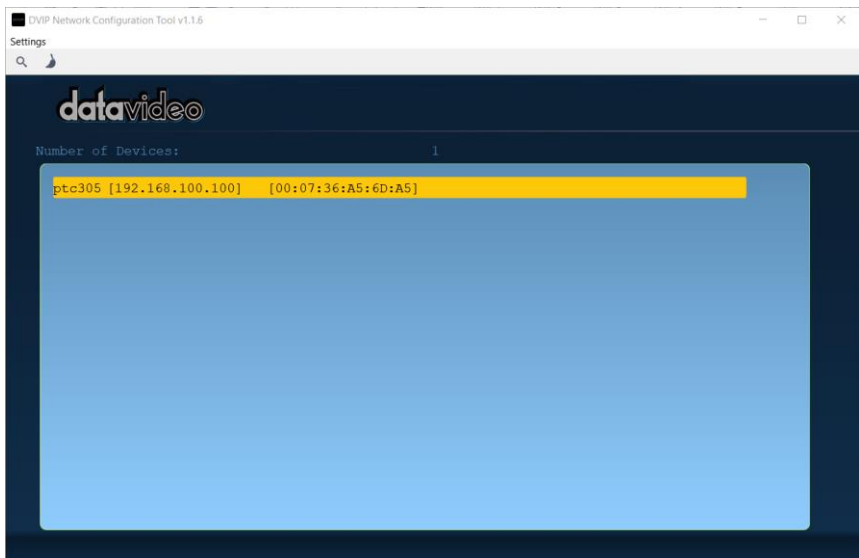 DVIP Network Configuration Tool v1.1.6
Settings
datavideo
Number of Devices: 1
ptc305 [192.168.100.100] [00:07:36:A5:6D:A5]